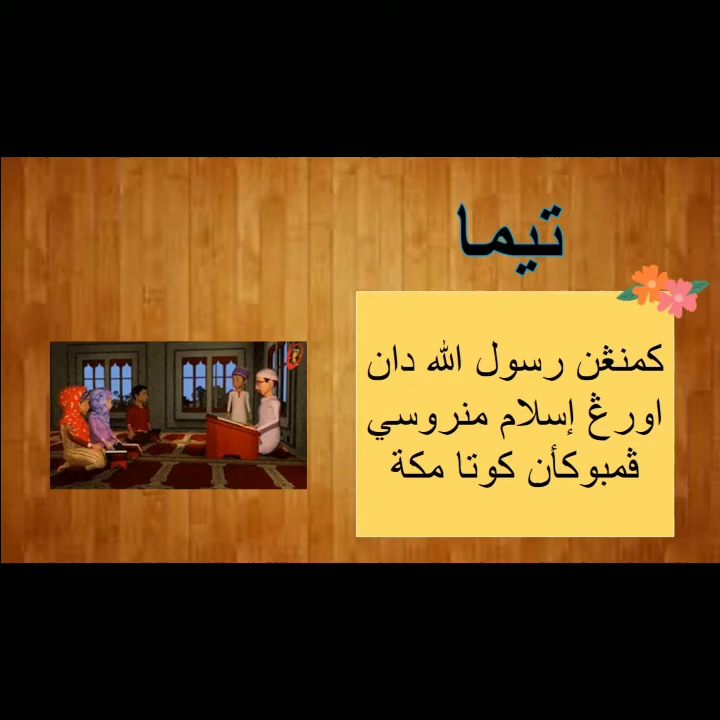 تيما
كمنڠن رسول الله دان
اورڠ إسلام منروسي
ڤمبوكأن كوتا مكة